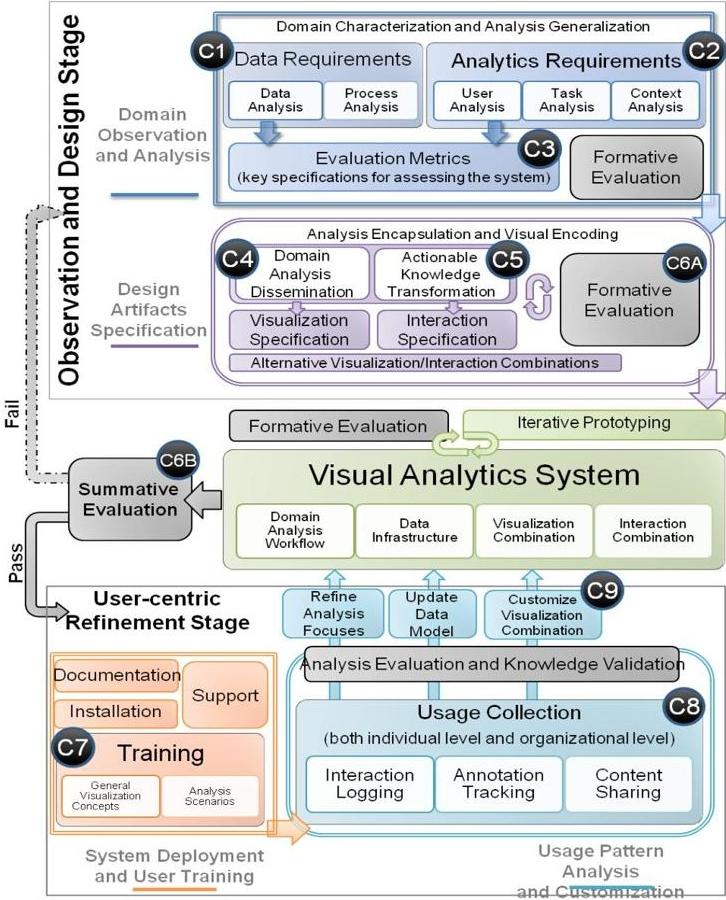 Observation and Design Stage
Domain Characterization and Analysis Generalization
C1
Data Requirements
Data
Analysis
Process
Analysis
C2
Analytics Requirements
User
Analysis
Task
Analysis
Context
Analysis
Domain
Observation
and Analysis
C3
Evaluation Metrics
(key specifications for assessing the system)
Formative
Evaluation
Analysis Encapsulation and Visual Encoding
C4
Domain
Analysis
Dissemination
C5
Actionable
Knowledge
Transformation
C6A
Formative
Evaluation
Design
Artifacts
Specification
Visualization
Specification
Interaction
Specification
Alternative Visualization/Interaction Combinations
Fail
Formative Evaluation
Iterative Prototyping
C6B
Summative
Evaluation
Visual Analytics System
Domain
Analysis
Workflow
Data
Infrastructure
Visualization
Combination
Interaction
Combination
Pass
User-centric
Refinement Stage
Refine
Analysis
Focuses
Update
Data
Model
C9
Customize
Visualization
Combination
Documentation
Installation
Support
C7
Training
General
Visualization
Concepts
Analysis
Scenarios
Analysis Evaluation and Knowledge Validation
C8
Usage Collection
(both individual level and organizational level)
Interaction
Logging
Annotation
Tracking
Content
Sharing
System Deployment
and User Training
Usage Pattern
Analysis
and Customization